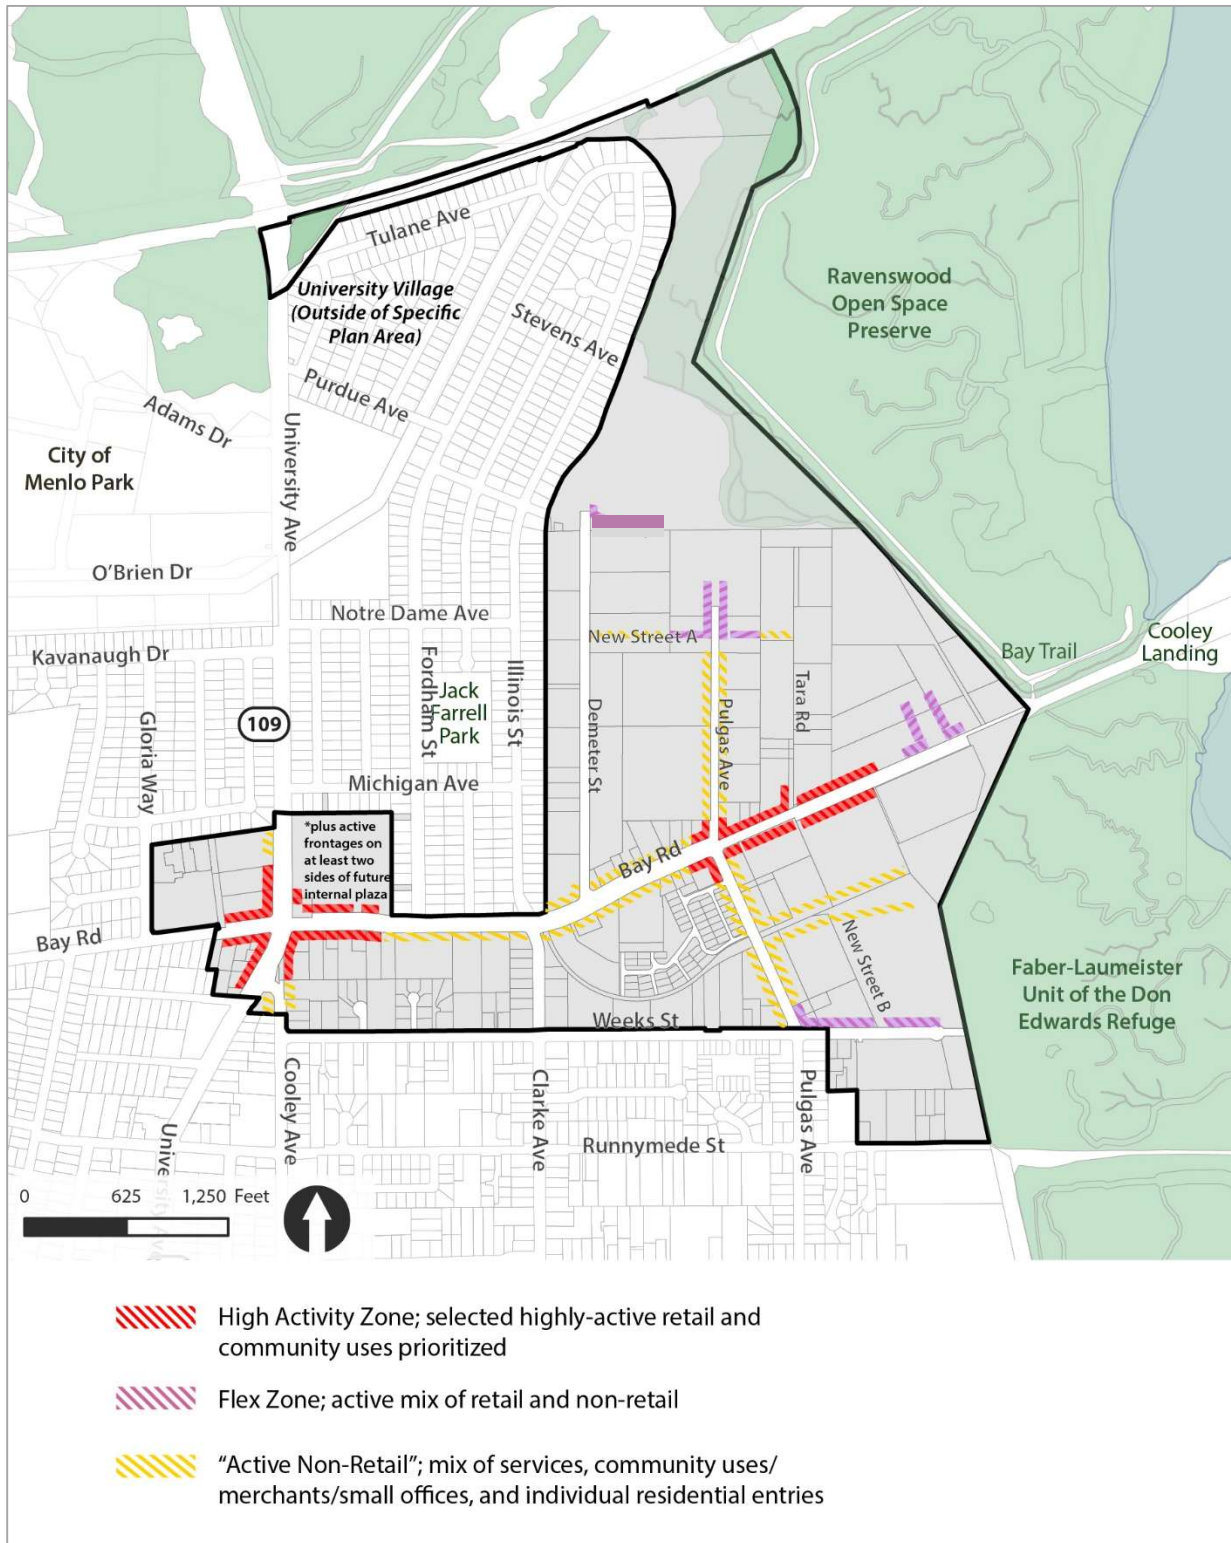 Tulane Ave
University Village
(Outside of Specific
Plan Area)
Stevens Ave
Purdue Ave
Ravenswood
Open Space
Preserve
Adams Dr
University Ave
City of
Menlo Park
O'Brien Dr
Notre Dame Ave
New Street A
Kavanaugh Dr
Bay Trail
Cooley
Landing
Gloria Way
109
Fordham St
Jack
Farrell
Park
Illinois St
Demeter St
Pulgas Ave
Tara Rd
Michigan Ave
*plus active
frontages on
at least two
sides of future
internal plaza
Bay Rd
Bay Rd
New Street B
Faber-Laumeister
Unit of the Don
Edwards Refuge
Weeks St
Cooley Ave
Clarke Ave
Pulgas Ave
University Ave
Runnymede St
0 625 1,250 Feet
High Activity Zone; selected highly-active retail and
community uses prioritized
Flex Zone; active mix of retail and non-retail
“Active Non-Retail”; mix of services, community uses/
merchants/small offices, and individual residential entries